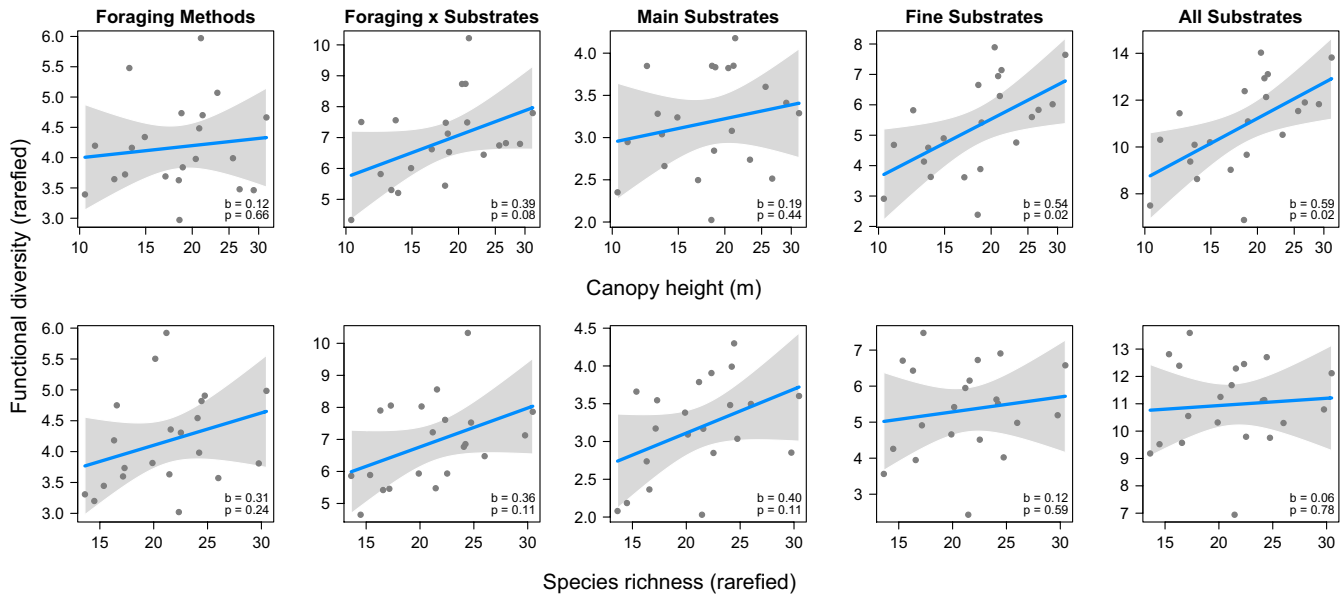 Foraging Methods Foraging x Substrates Main Substrates Fine Substrates All Substrates
Functional diversity (rarefied)
6.0
5.5
5.0
4.5
4.0
3.5
3.0
b = 0.12
p = 0.66
10 15 20 25 30
10
9
8
7
6
5
b = 0.39
p = 0.08
10 15 20 25 30
4.0
3.5
3.0
2.5
2.0
b = 0.19
p = 0.44
10 15 20 25 30
8
7
6
5
4
3
2
b = 0.54
p = 0.02
10 15 20 25 30
14
12
10
8
b = 0.59
p = 0.02
10 15 20 25 30
Canopy height (m)
6.0
5.5
5.0
4.5
4.0
3.5
3.0
b = 0.31
p = 0.24
15 20 25 30
10
9
8
7
6
5
b = 0.36
p = 0.11
15 20 25 30
4.5
4.0
3.5
3.0
2.5
2.0
b = 0.40
p = 0.11
15 20 25 30
7
6
5
4
3
b = 0.12
p = 0.59
15 20 25 30
13
12
11
10
9
8
7
b = 0.06
p = 0.78
15 20 25 30
Species richness (rarefied)